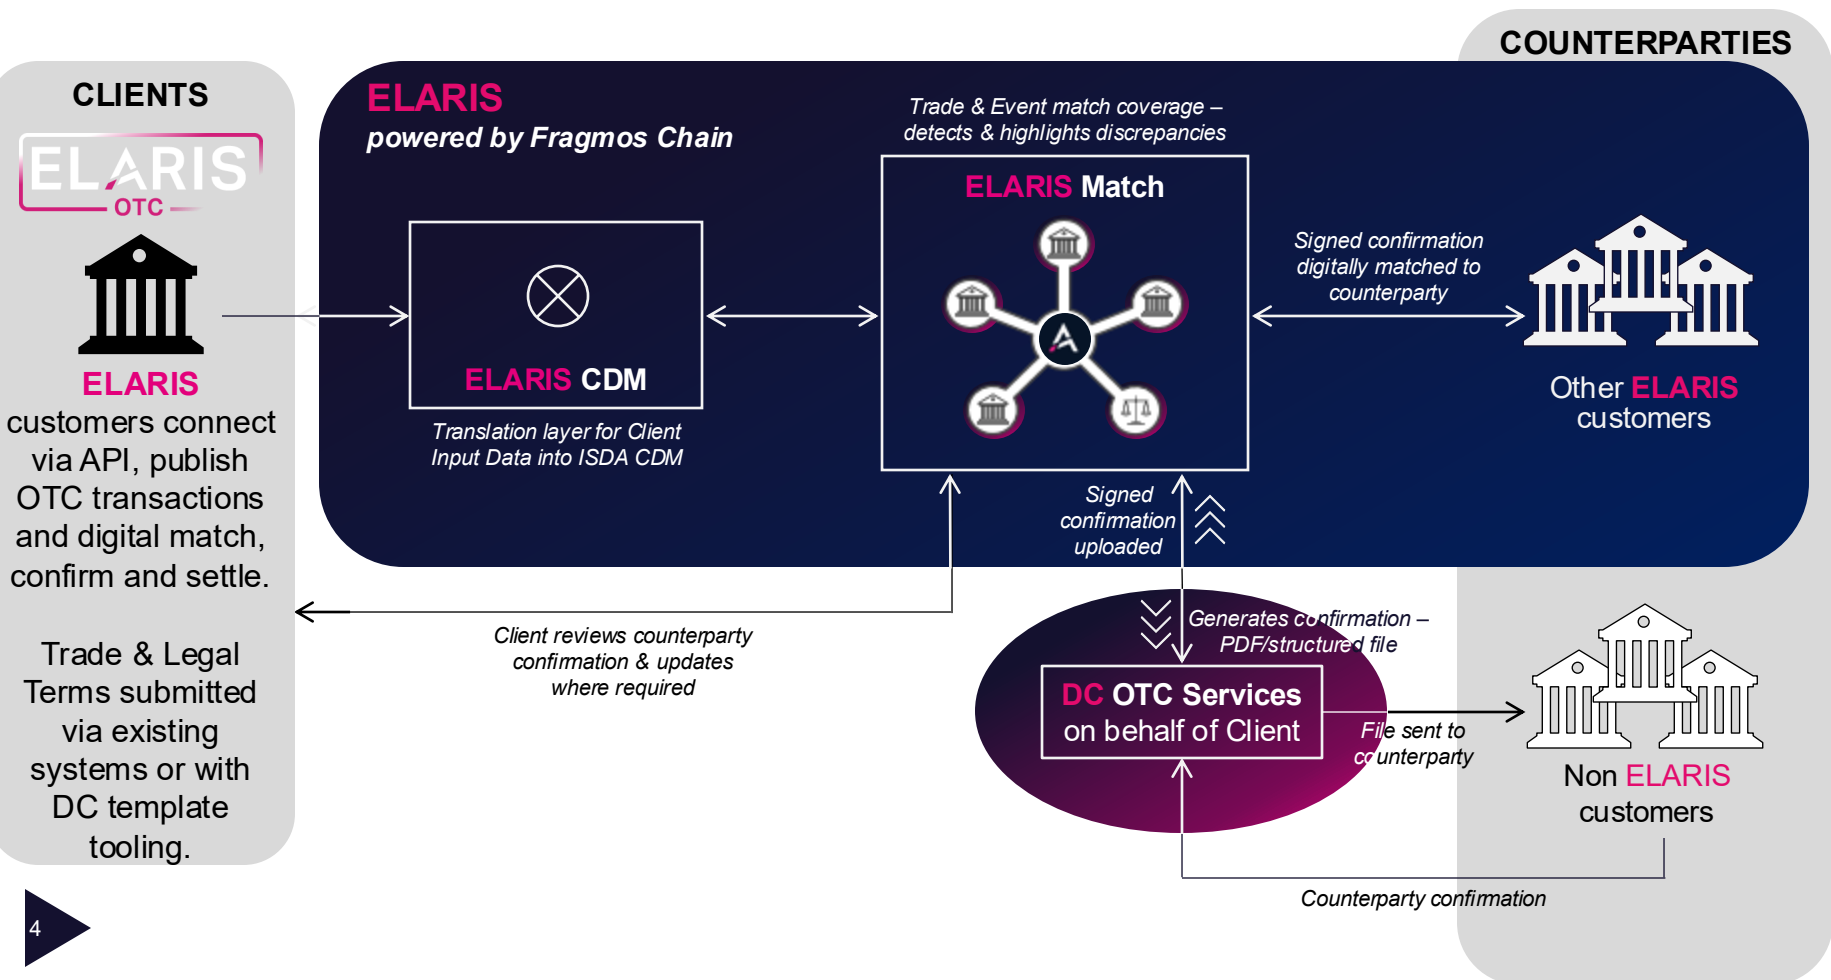 COUNTERPARTIES
CLIENTS
ELARIS
OTC
ELARIS
customers connect
via API, publish
OTC transactions
and digital match,
confirm and settle.
Trade & Legal
Terms submitted
via existing
systems or with
DC template
tooling.
4
ELARIS
powered by Fragmos Chain
ELARIS CDM
Translation layer for Client
Input Data into ISDA CDM
Trade & Event match coverage –
detects & highlights discrepancies
ELARIS Match
Signed confirmation
digitally matched to
counterparty
Other ELARIS
customers
Signed
confirmation
uploaded
Client reviews counterparty
confirmation & updates
where required
Generates confirmation –
PDF/structured file
DC OTC Services
on behalf of Client
File sent to
counterparty
Non ELARIS
customers
Counterparty confirmation